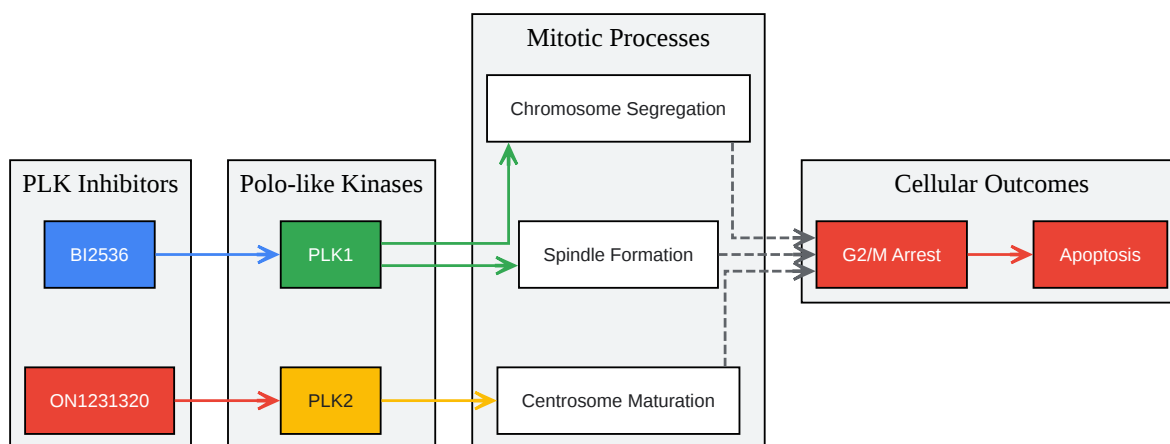 Mitotic Processes
Chromosome Segregation
PLK Inhibitors
Polo-like Kinases
Cellular Outcomes
BI2536
PLK1
Spindle Formation
G2/M Arrest
Apoptosis
ON1231320
PLK2
Centrosome Maturation